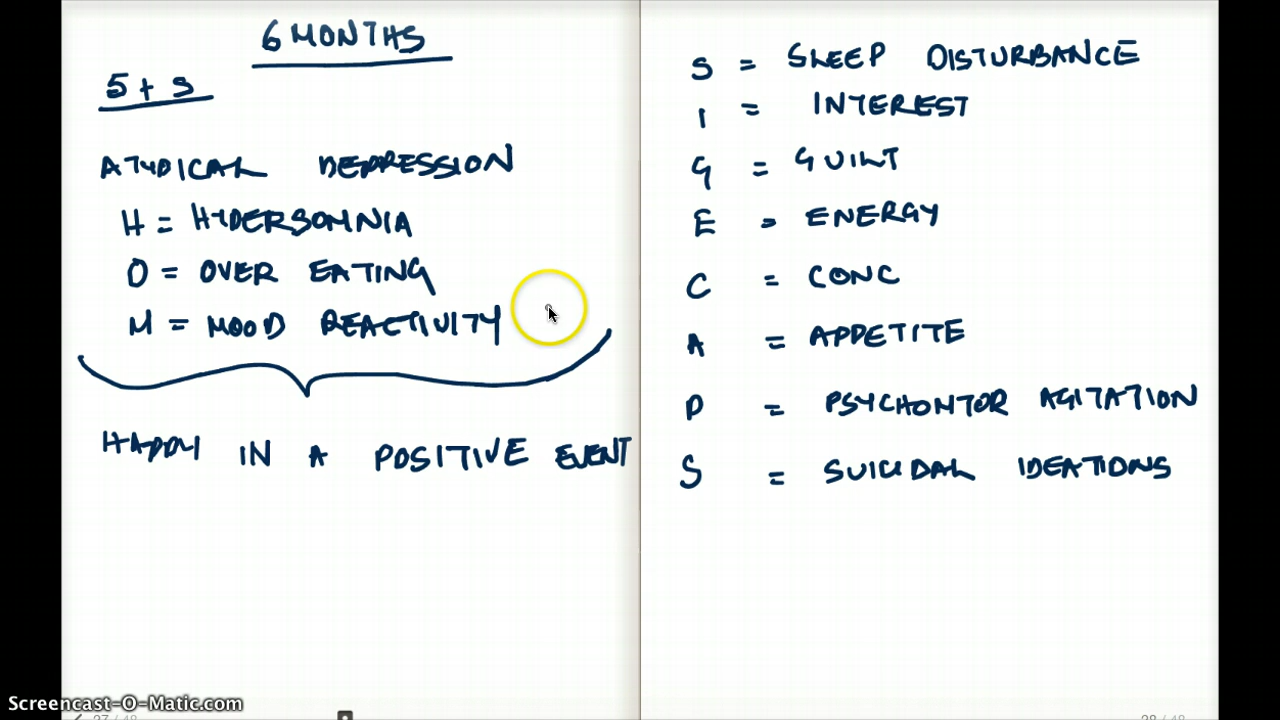 6 MONTHS
5 + S
ATYPICAL DEPRESSION
H = HYPERSOMNIA
O = OVER EATING
M = MOOD REACTIVITY
HAPPY IN A POSITIVE EVENT
S = SLEEP DISTURBANCE
I = INTEREST
G = GUILT
E = ENERGY
C = CONC
A = APPETITE
P = PSYCHOMTOR AGITATION
S = SUICIDAL IDEATIONS
Screencast-O-Matic.com